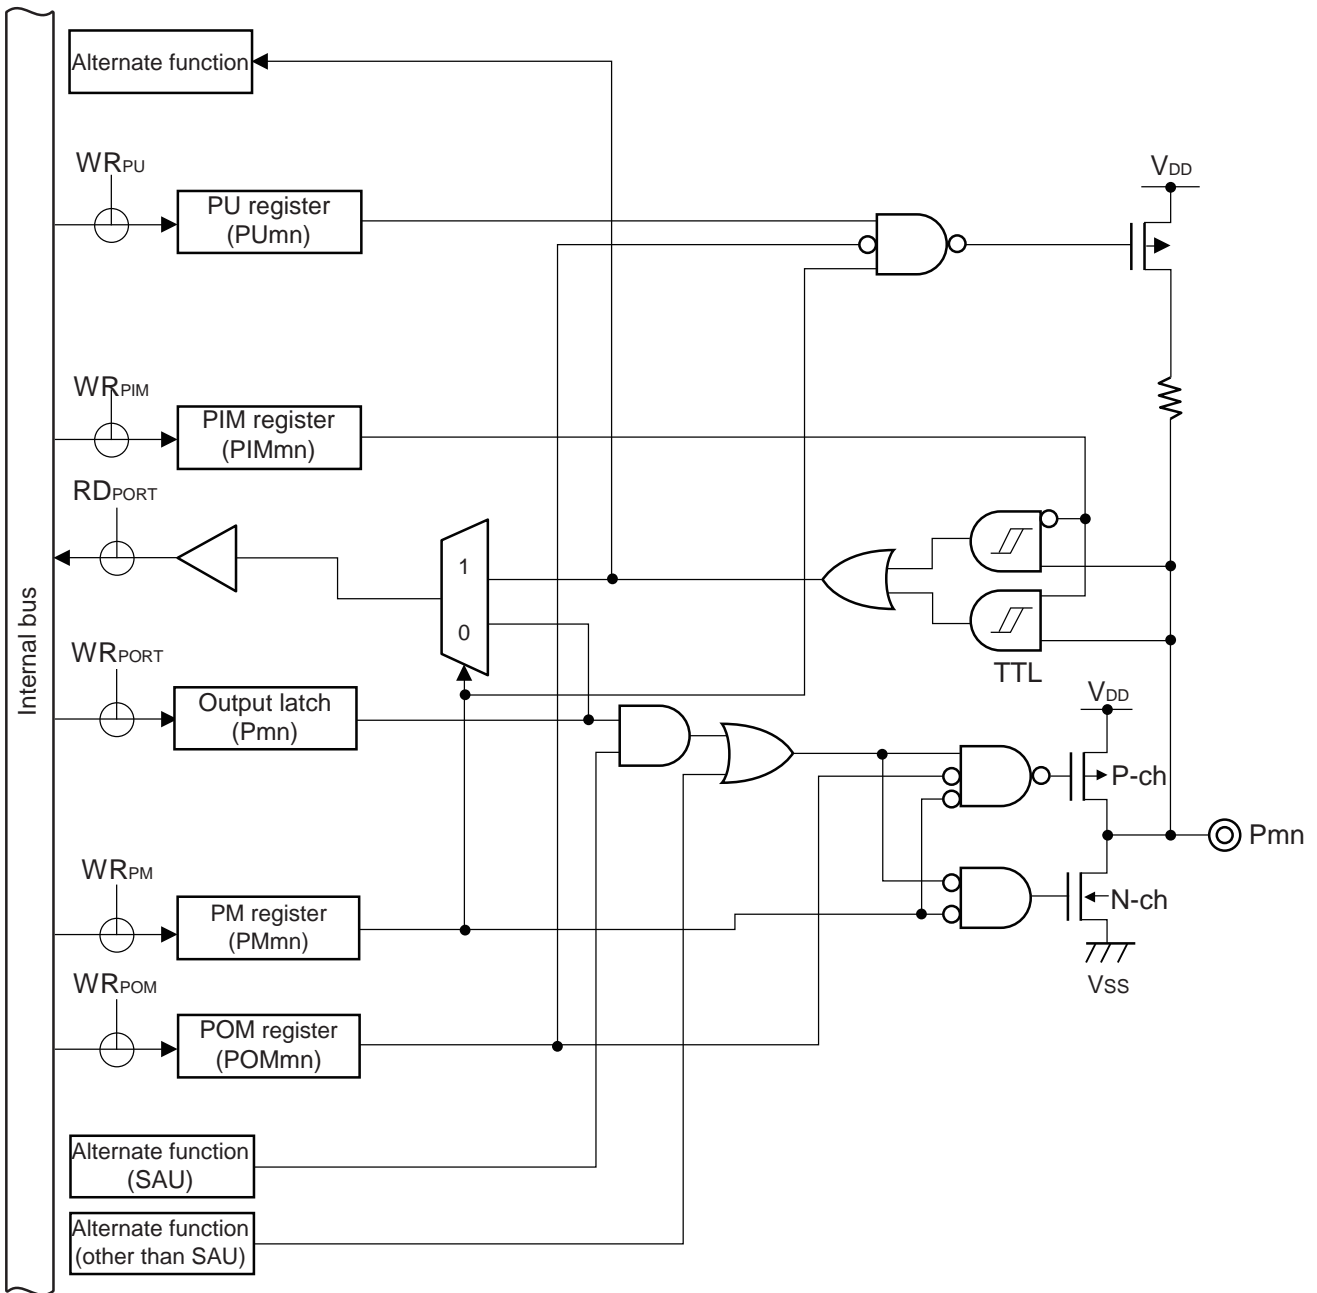 Alternate function
WRPU
PU register
(PUmn)
VDD
WRPIM
PIM register
(PIMmn)
RDPORT
1
0
Internal bus
TTL
WRPORT
Output latch
(Pmn)
VDD
P-ch
Pmn
WRPM
PM register
(PMmn)
N-ch
VSS
WRPOM
POM register
(POMmn)
Alternate function
(SAU)
Alternate function
(other than SAU)